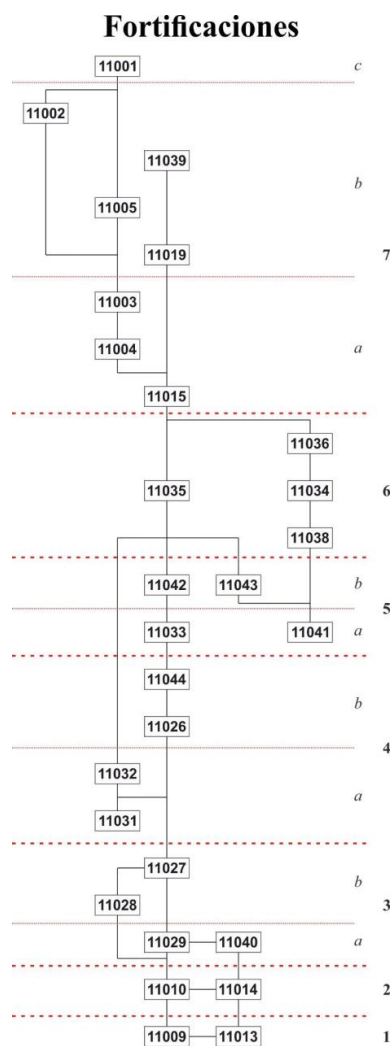 Fortificaciones
11001 c
11002
11039
b
11005
11019 7
11003
11004 a
11015
11036
11035 11034 6
11038
11042 11043 b
5
11033 11041 a
11044
b
11026
4
11032
a
11031
11027
b
11028 3
11029 11040 a
11010 11014 2
11009 11013 1